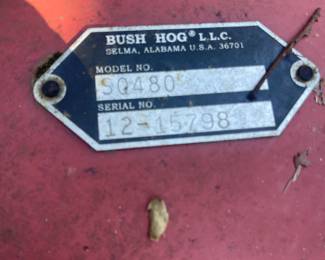 BUSH HOG® L.L.C.
SELMA, ALABAMA U.S.A. 36701
MODEL NO.
SQ480
SERIAL NO.
12-15798